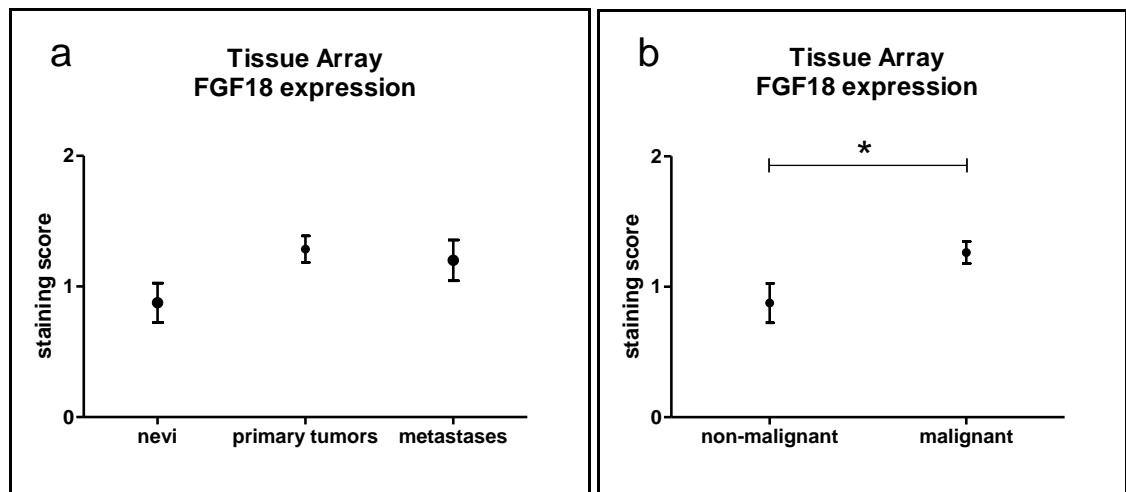 a
Tissue Array
FGF18 expression
staining score
2
1
0
nevi
primary tumors
metastases
b
Tissue Array
FGF18 expression
*
staining score
2
1
0
non-malignant
malignant